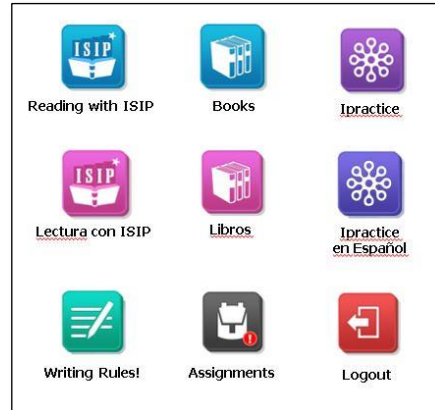 ISIP
Reading with ISIP
Books
Ipractice
ISIP
Lectura con ISIP
Libros
Ipractice
en Español
Writing Rules!
!
Assignments
Logout